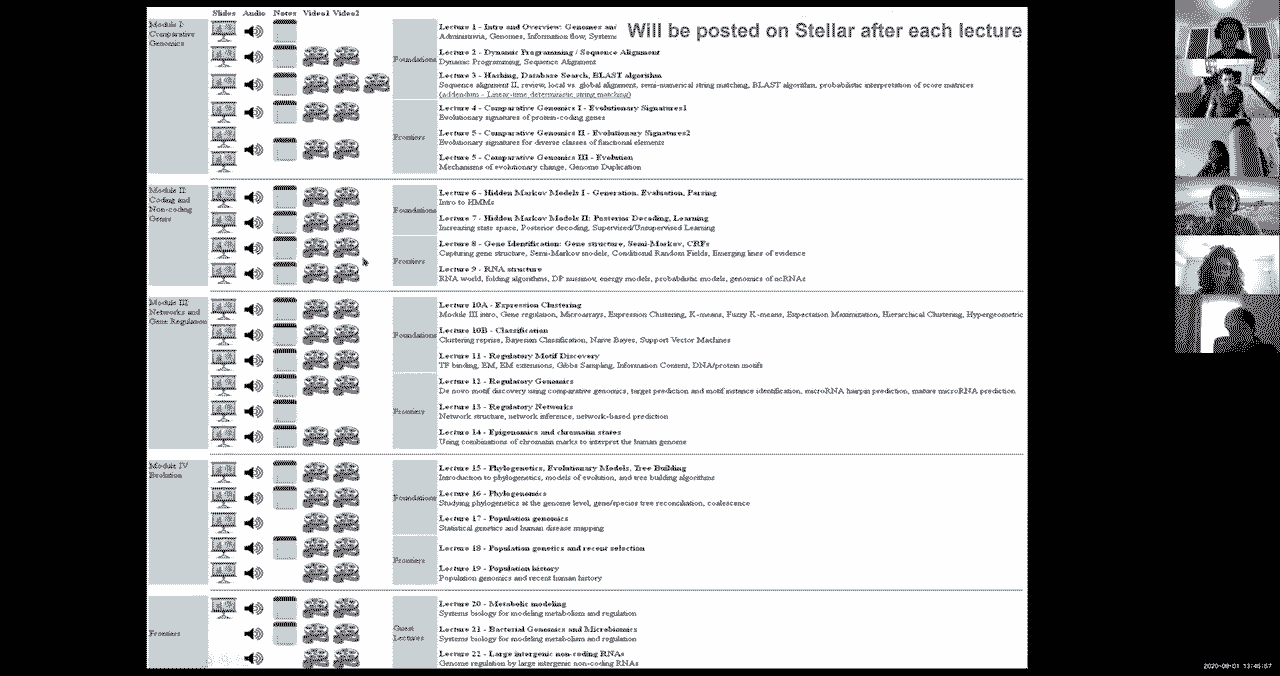 Slides Audio Notes Video1 Video2
Will be posted on Stellar after each lecture
Module I:
Comparative
Genomics
Foundations
Lecture 1 - Intro and Overview: Genomes
Administrivia, Genomes, Information flow, Systems
Lecture 2 - Dynamic Programming / Sequence Alignment
Dynamic Programming, Sequence Alignment
Lecture 3 - Hashing, Database Search, BLAST algorithm
Sequence alignment II, review, local vs. global alignment, semi-numerical string matching, BLAST algorithm, probabilistic interpretation of score matrices
(addendum - Linear-time deterministic string matching)
Frontiers
Lecture 4 - Comparative Genomics I - Evolutionary Signatures1
Evolutionary signatures of protein-coding genes
Lecture 5 - Comparative Genomics II - Evolutionary Signatures2
Evolutionary signatures for diverse classes of functional elements
Lecture 5 - Comparative Genomics III - Evolution
Mechanisms of evolutionary change, Genome Duplication
Module II:
Coding and
Non-coding
Genes
Foundations
Lecture 6 - Hidden Markov Models I - Generation, Evaluation, Parsing
Intro to HMMs
Lecture 7 - Hidden Markov Models II: Posterior Decoding, Learning
Increasing state space, Posterior decoding, Supervised/Unsupervised Learning
Frontiers
Lecture 8 - Gene Identification: Gene structure, Semi-Markov, CRFs
Capturing gene structure, Semi-Markov models, Conditional Random Fields, Emerging lines of evidence
Lecture 9 - RNA structure
RNA world, folding algorithms, DP nussinov, energy models, probabilistic models, genomics of ncRNAs
Module III:
Networks and
Gene Regulation
Foundations
Lecture 10A - Expression Clustering
Module III intro, Gene regulation, Microarrays, Expression Clustering, K-means, Fuzzy K-means, Expectation Maximization, Hierarchical Clustering, Hypergeometric
Lecture 10B - Classification
Clustering reprise, Bayesian Classification, Naive Bayes, Support Vector Machines
Lecture 11 - Regulatory Motif Discovery
TF binding, EM, EM extensions, Gibbs Sampling, Information Content, DNA/protein motifs
Frontiers
Lecture 12 - Regulatory Genomics
De novo motif discovery using comparative genomics, target prediction and motif instance identification, microRNA hairpin prediction, mature microRNA prediction.
Lecture 13 - Regulatory Networks
Network structure, network inference, network-based prediction
Lecture 14 - Epigenomics and chromatin states
Using combinations of chromatin marks to interpret the human genome
Module IV
Evolution
Foundations
Lecture 15 - Phylogenetics, Evolutionary Models, Tree Building
Introduction to phylogenetics, models of evolution, and tree building algorithms
Lecture 16 - Phylogenomics
Studying phylogenetics at the genome level, gene/species tree reconciliation, coalescence
Lecture 17 - Population genomics
Statistical genetics and human disease mapping
Frontiers
Lecture 18 - Population genetics and recent selection
Lecture 19 - Population history
Population genomics and recent human history
Frontiers
Guest
Lectures
Lecture 20 - Metabolic modeling
Systems biology for modeling metabolism and regulation
Lecture 21 - Bacterial Genomics and Microbiomics
Systems biology for modeling metabolism and regulation
Lecture 22 - Large intergenic non-coding RNAs
Genome regulation by large intergenic non-coding RNAs